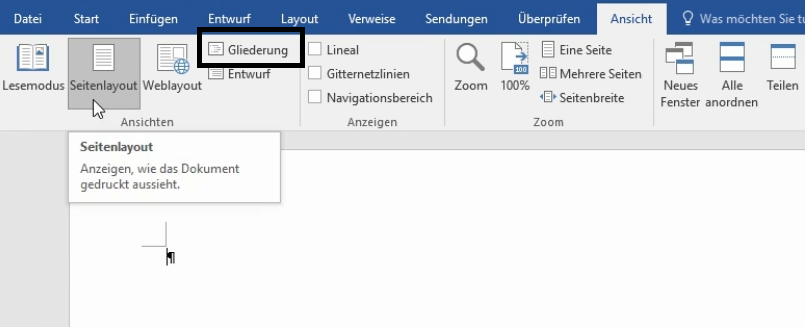 Datei Start Einfügen Entwurf Layout Verweise Sendungen Überprüfen Ansicht Was möchten Sie
Lesemodus Seitenlayout Weblayout
Gliederung
Entwurf
Ansichten
Lineal
Gitternetzlinien
Navigationsbereich
Anzeigen
Zoom 100%
100
Eine Seite
Mehrere Seiten
Seitenbreite
Zoom
Neues
Fenster
Alle
anordnen
Teilen
Seitenlayout
Anzeigen, wie das Dokument
gedruckt aussieht.
¶